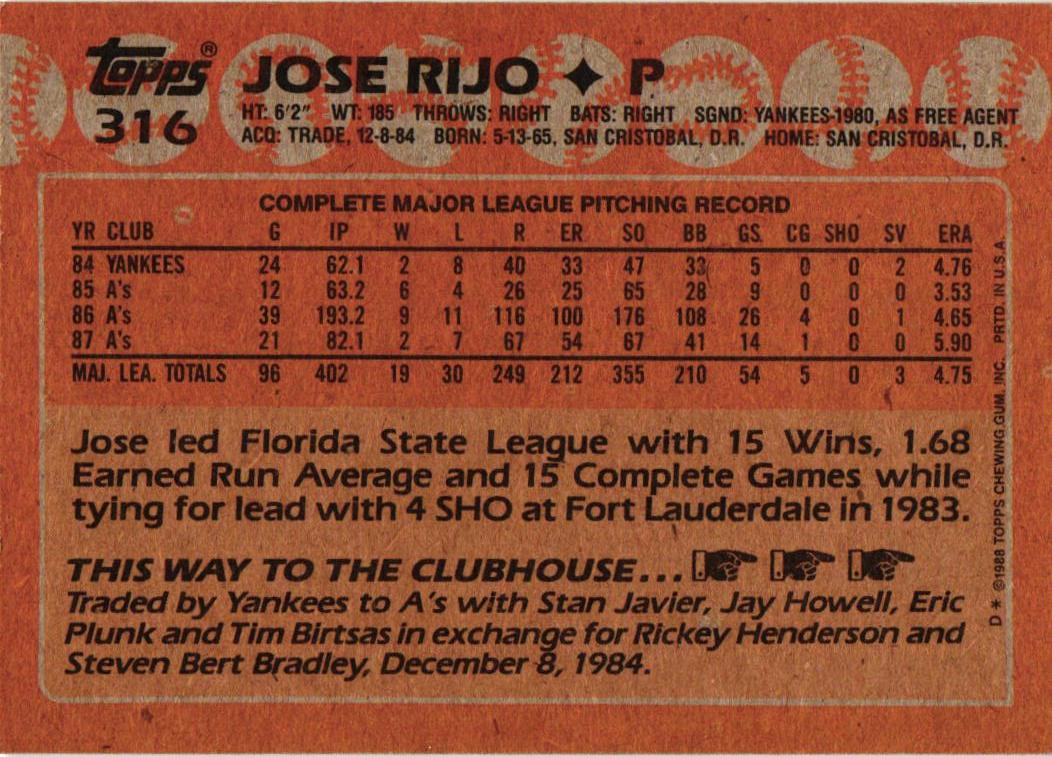 Topps®
316
JOSE RIJO ✦ P
HT: 6'2" WT: 185 THROWS: RIGHT BATS: RIGHT SGND: YANKEES-1980, AS FREE AGENT
ACQ: TRADE, 12-8-84 BORN: 5-13-65, SAN CRISTOBAL, D.R. HOME: SAN CRISTOBAL, D.R.
COMPLETE MAJOR LEAGUE PITCHING RECORD
YR CLUB G IP W L R ER SO BB GS CG SHO SV ERA
84 YANKEES 24 62.1 2 8 40 33 47 33 5 0 0 2 4.76
85 A's 12 63.2 6 4 26 25 65 28 9 0 0 0 3.53
86 A's 39 193.2 9 11 116 100 176 108 26 4 0 1 4.65
87 A's 21 82.1 2 7 67 54 67 41 14 1 0 0 5.90
MAJ. LEA. TOTALS 96 402 19 30 249 212 355 210 54 5 0 3 4.75
Jose led Florida State League with 15 Wins, 1.68
Earned Run Average and 15 Complete Games while
tying for lead with 4 SHO at Fort Lauderdale in 1983.
THIS WAY TO THE CLUBHOUSE...
Traded by Yankees to A's with Stan Javier, Jay Howell, Eric
Plunk and Tim Birtsas in exchange for Rickey Henderson and
Steven Bert Bradley, December 8, 1984.
D* ©1988 TOPPS CHEWING GUM, INC. PRTD. IN U.S.A.